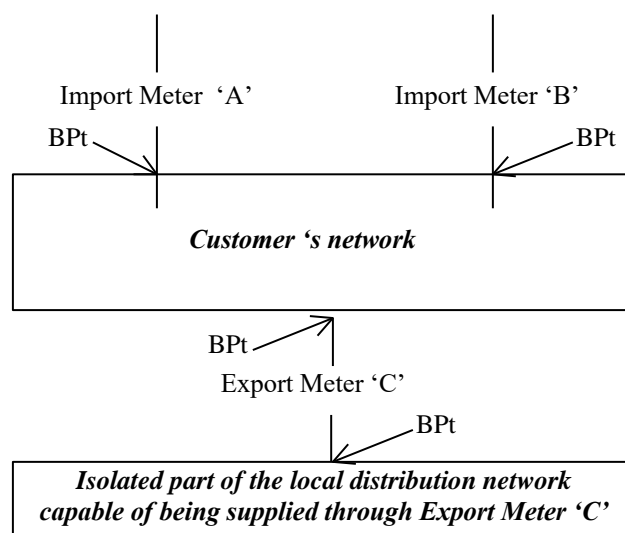 Import Meter ‘A’
Import Meter ‘B’
BPt
BPt
Customer ‘s network
BPt
Export Meter ‘C’
BPt
Isolated part of the local distribution network
capable of being supplied through Export Meter ‘C’